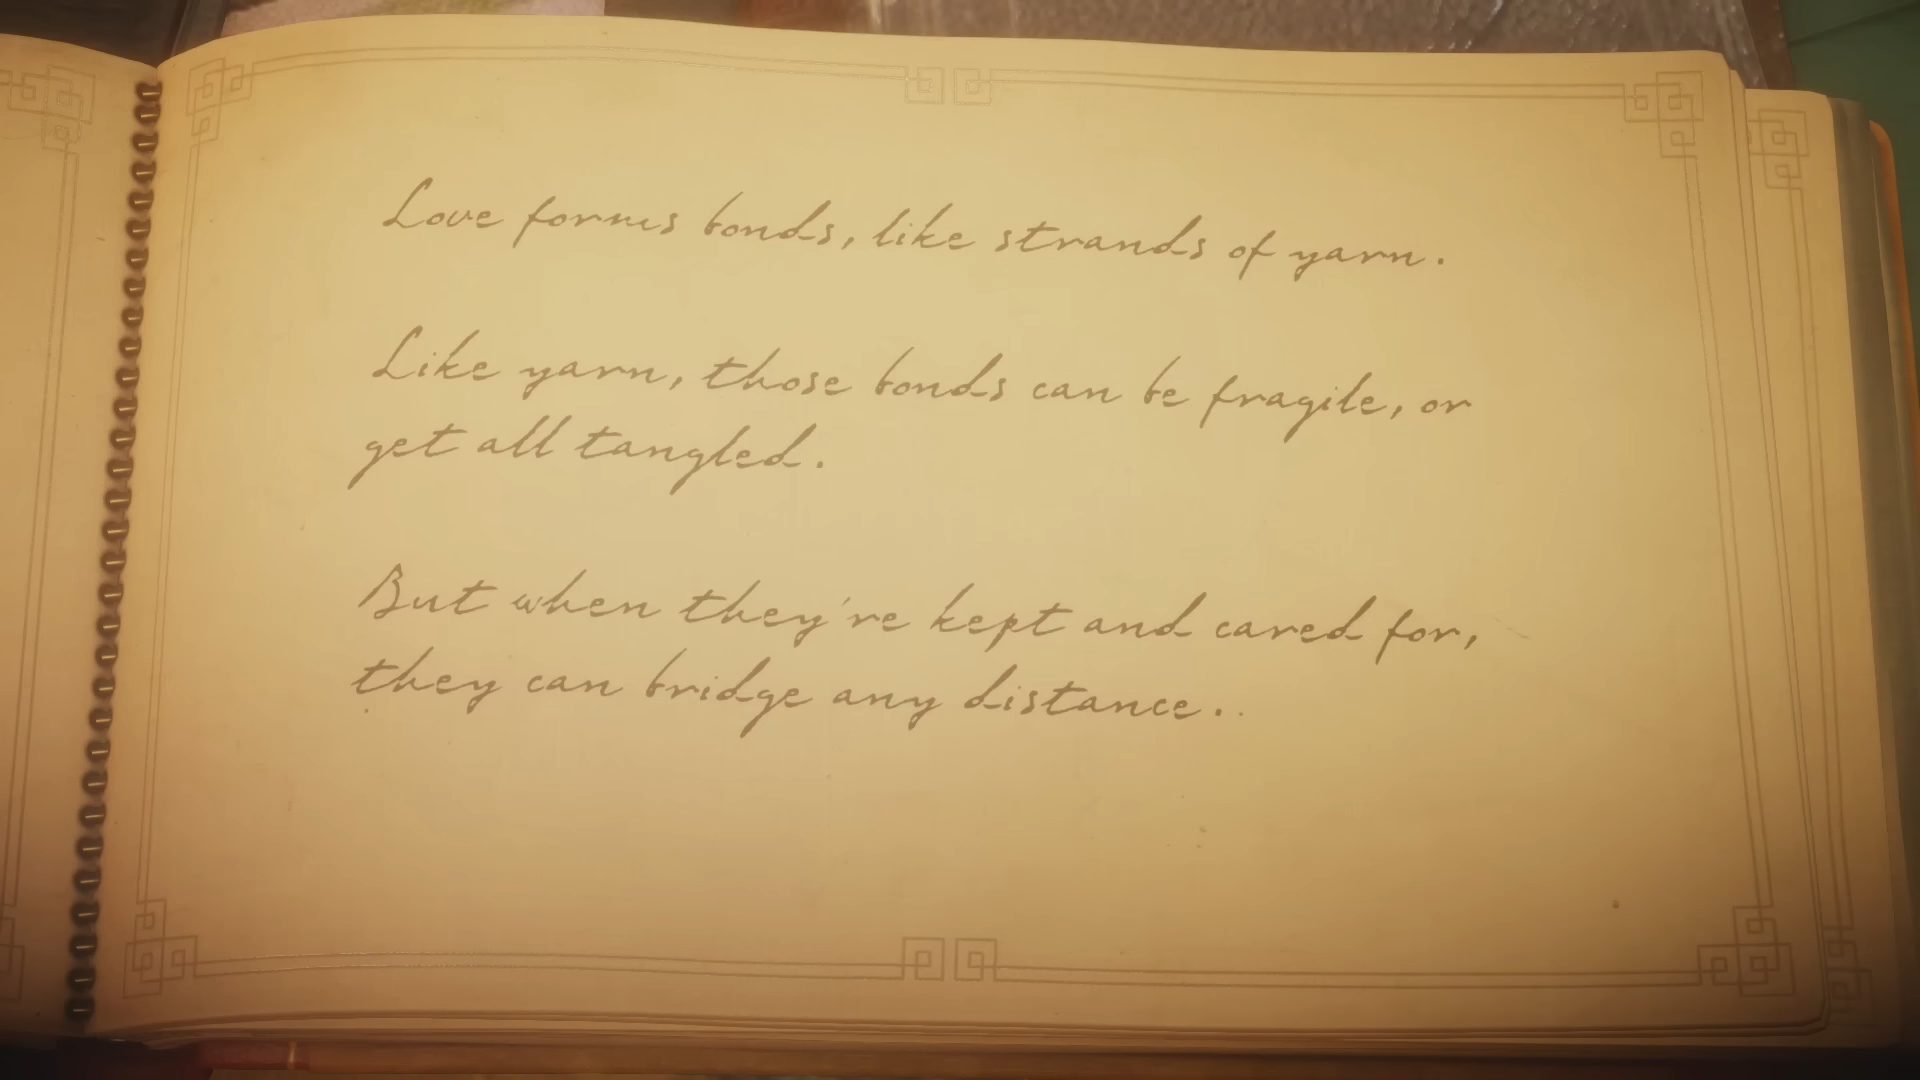 Love forms bonds, like strands of yarn.
Like yarn, those bonds can be fragile, or
get all tangled.
But when they're kept and cared for,
they can bridge any distance..